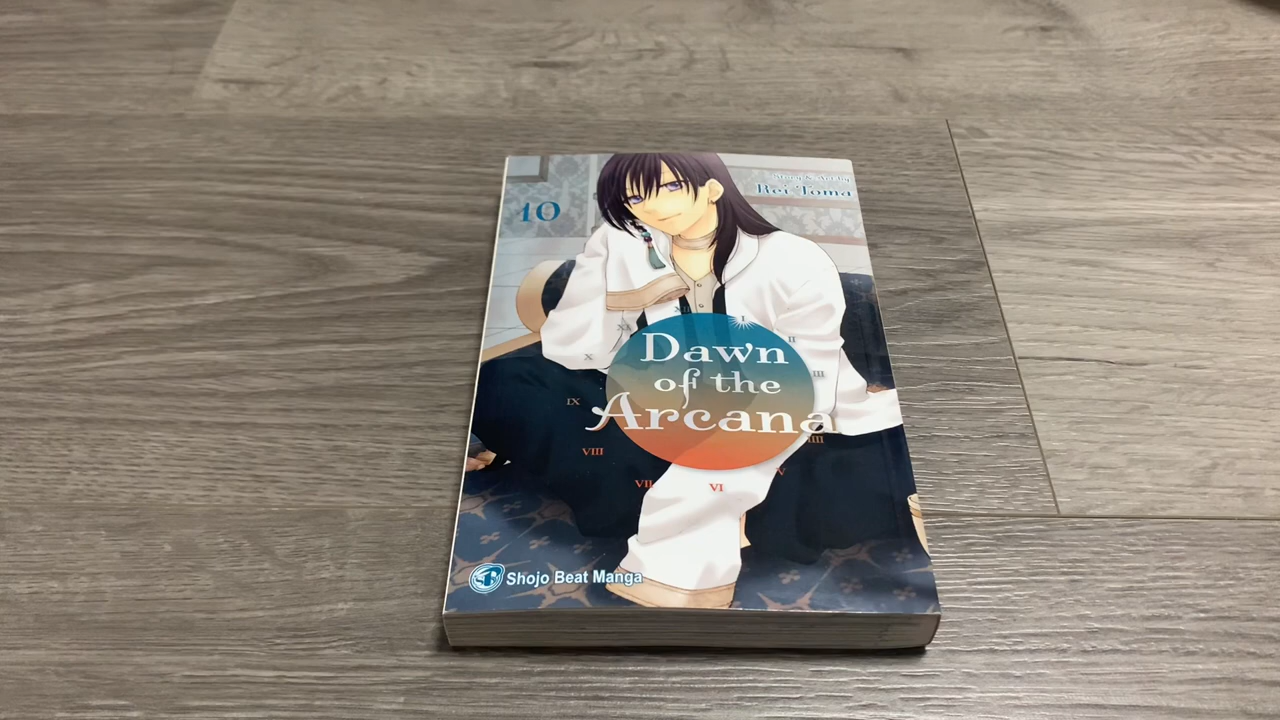 Story & Art by
Rei Toma
10
XII
I
XI
II
X
III
Dawn
of the
Arcana
IX
IIII
VIII
V
VII
VI
Shojo Beat Manga